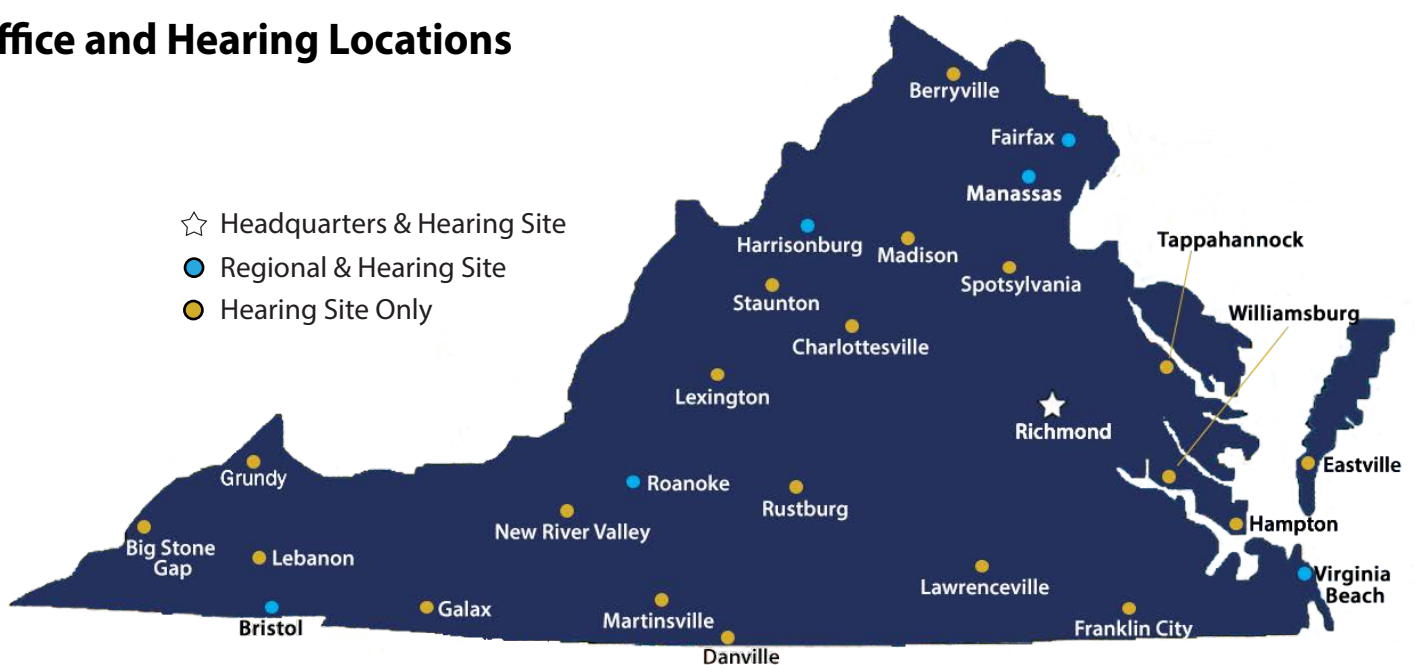 ffice and Hearing Locations
Headquarters & Hearing Site
Regional & Hearing Site
Hearing Site Only
Berryville
Fairfax
Manassas
Harrisonburg
Madison
Tappahannock
Spotsylvania
Staunton
Williamsburg
Charlottesville
Lexington
Richmond
Grundy
Roanoke
Eastville
Rustburg
New River Valley
Hampton
Big Stone
Gap
Lebanon
Lawrenceville
Virginia
Beach
Galax
Martinsville
Bristol
Franklin City
Danville